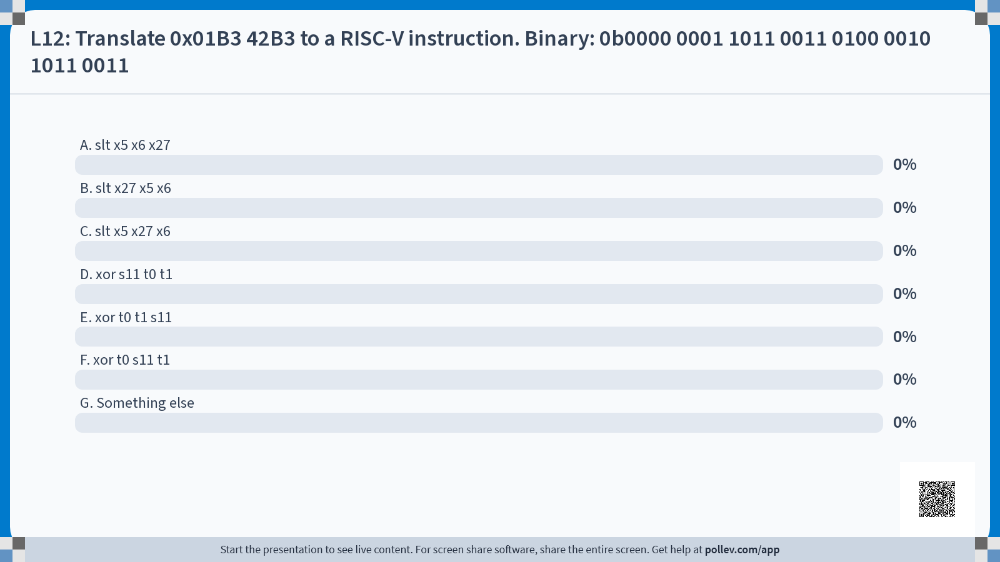 L12: Translate 0x01B3 42B3 to a RISC-V instruction. Binary: 0b0000 0001 1011 0011 0100 0010
1011 0011
A. slt x5 x6 x27
0%
B. slt x27 x5 x6
0%
C. slt x5 x27 x6
0%
D. xor s11 t0 t1
0%
E. xor t0 t1 s11
0%
F. xor t0 s11 t1
0%
G. Something else
0%
Start the presentation to see live content. For screen share software, share the entire screen. Get help at pollev.com/app